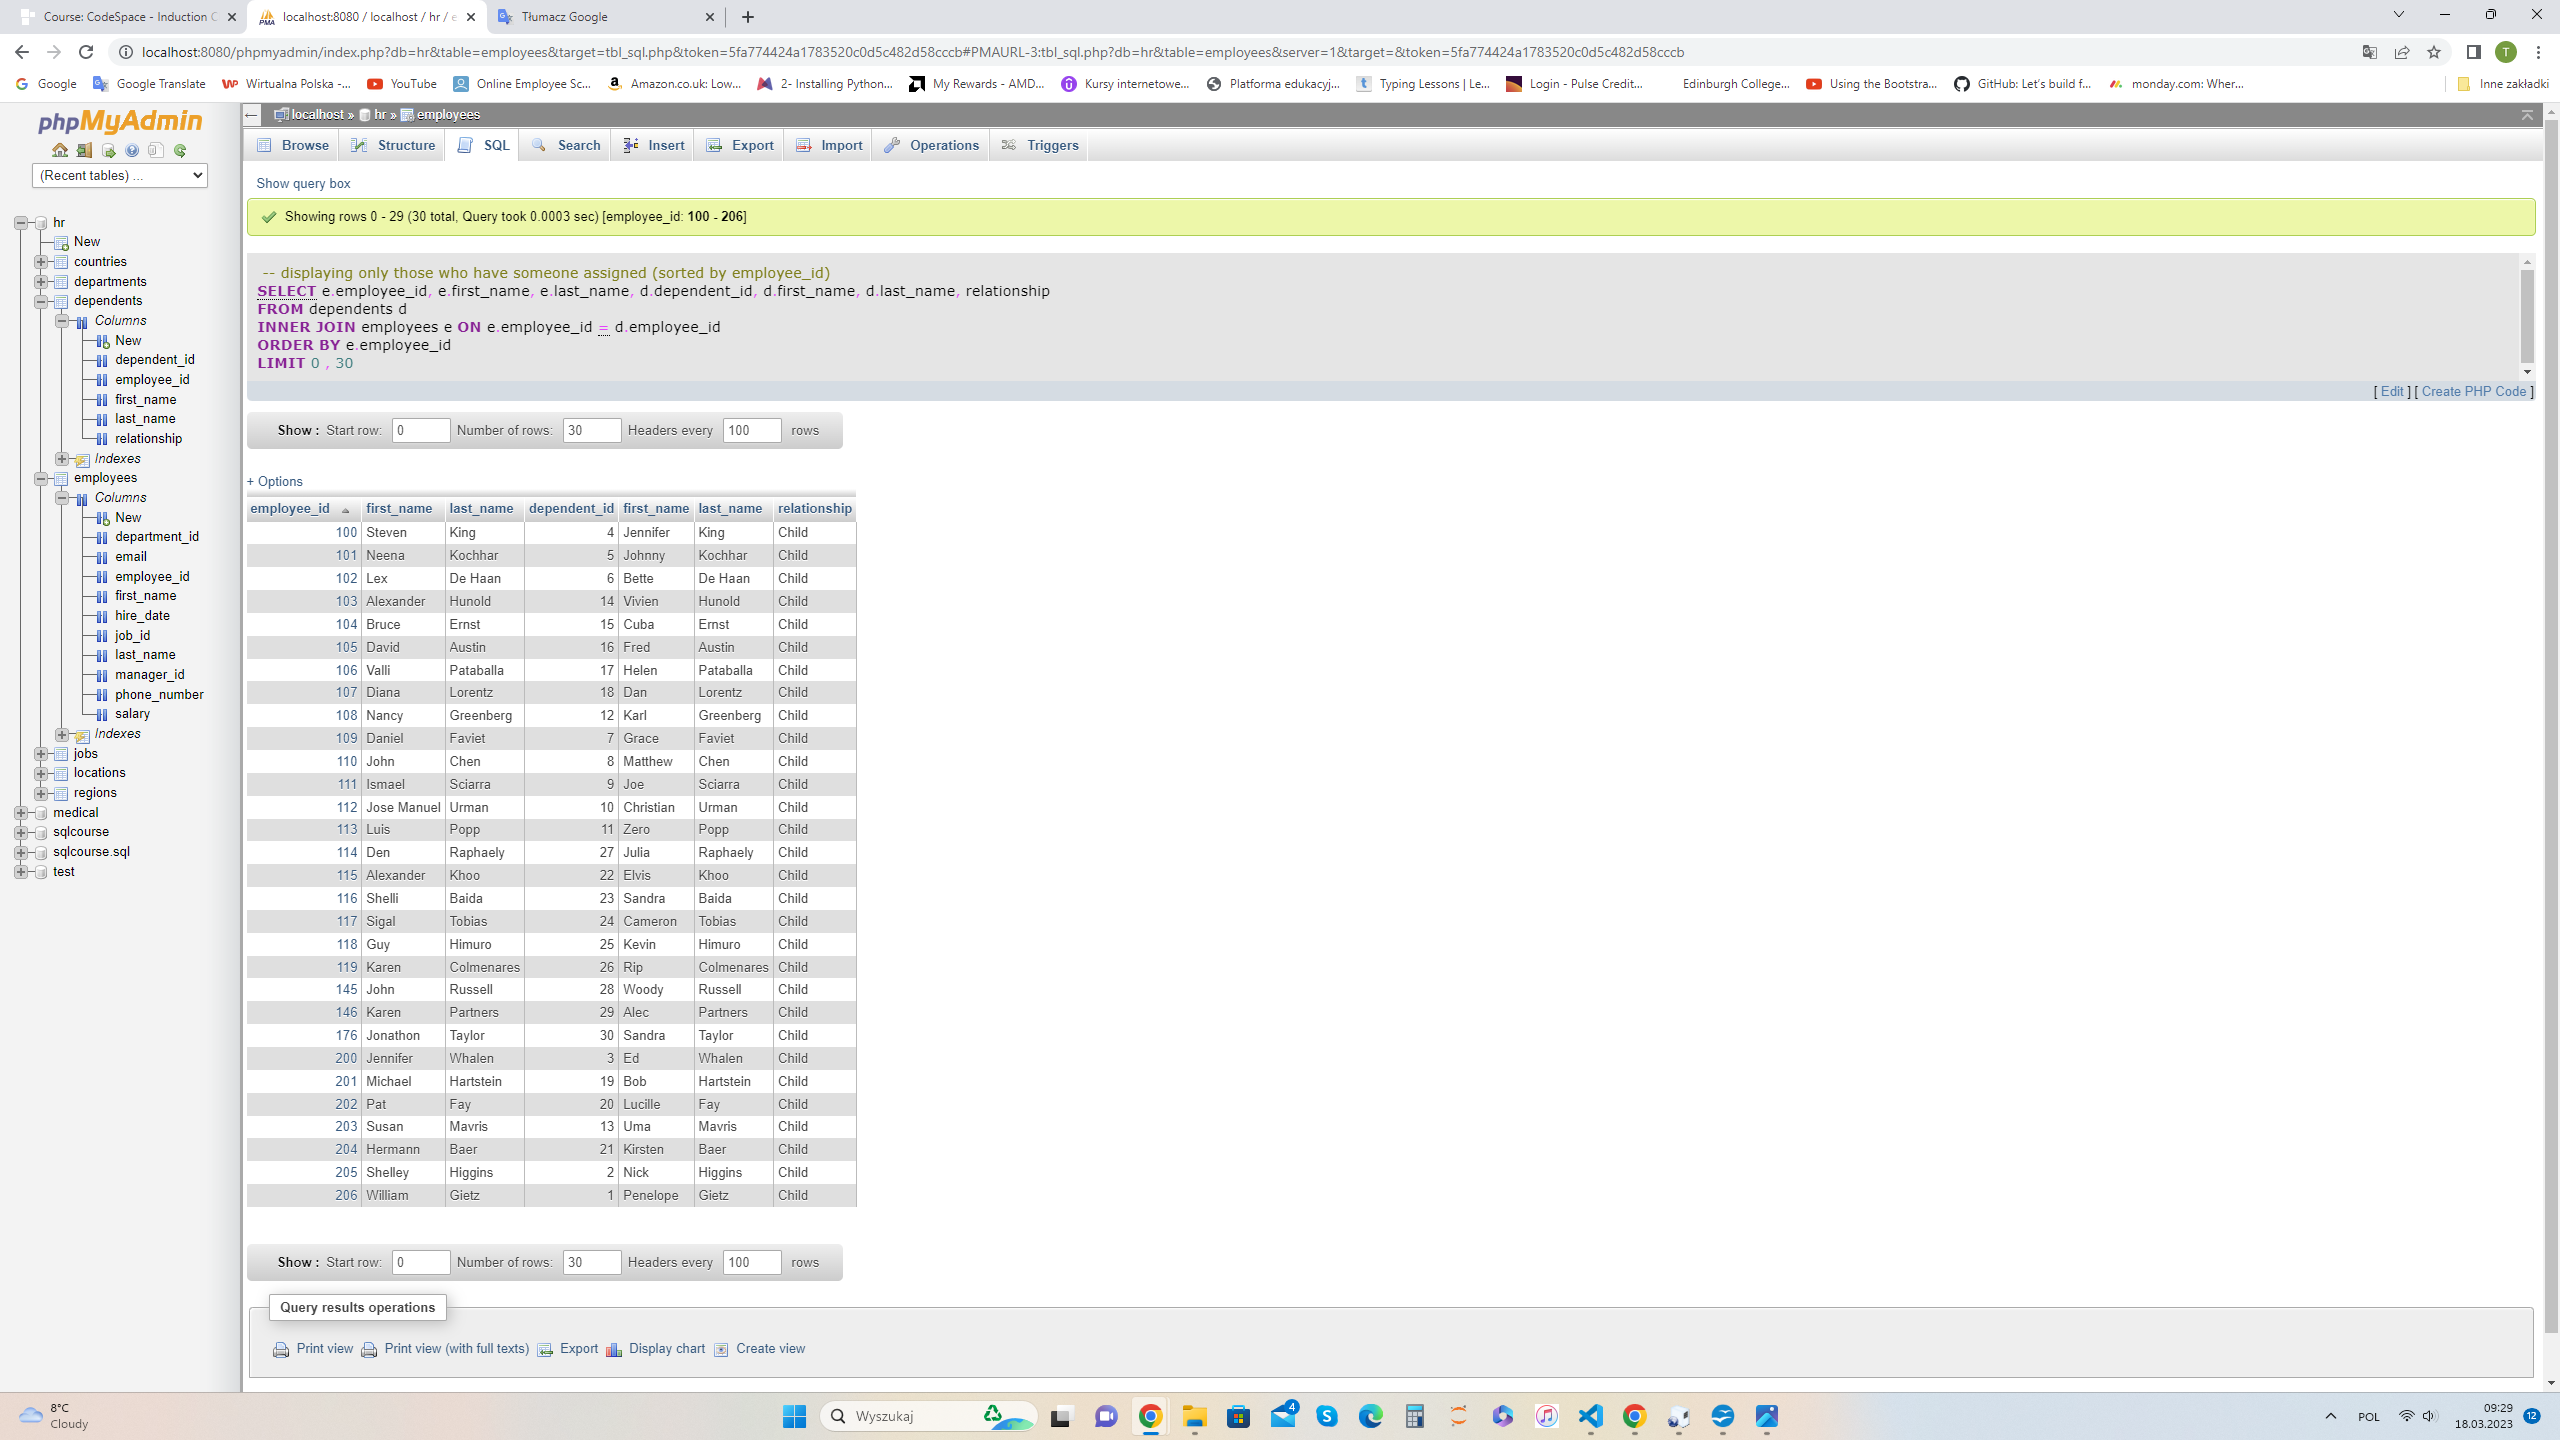 Course: CodeSpace - Induction C
localhost:8080 / localhost / hr / e
Tłumacz Google
localhost:8080/phpmyadmin/index.php?db=hr&table=employees&target=tbl_sql.php&token=5fa774424a1783520c0d5c482d58cccb#PMAURL-3:tbl_sql.php?db=hr&table=employees&server=1&target=&token=5fa774424a1783520c0d5c482d58cccb
T
Google
Google Translate
Wirtualna Polska -...
YouTube
Online Employee Sc...
Amazon.co.uk: Low...
2- Installing Python...
My Rewards - AMD...
Kursy internetowe...
Platforma edukacyj...
Typing Lessons | Le...
Login - Pulse Credit...
Edinburgh College...
Using the Bootstra...
GitHub: Let's build f...
monday.com: Wher...
Inne zakładki
phpMyAdmin
(Recent tables) ...
hr
New
countries
departments
dependents
Columns
New
dependent_id
employee_id
first_name
last_name
relationship
Indexes
employees
Columns
New
department_id
email
employee_id
first_name
hire_date
job_id
last_name
manager_id
phone_number
salary
Indexes
jobs
locations
regions
medical
sqlcourse
sqlcourse.sql
test
localhost » hr » employees
Browse Structure SQL Search Insert Export Import Operations Triggers
Show query box
Showing rows 0 - 29 (30 total, Query took 0.0003 sec) [employee_id: 100 - 206]
-- displaying only those who have someone assigned (sorted by employee_id)
SELECT e.employee_id, e.first_name, e.last_name, d.dependent_id, d.first_name, d.last_name, relationship
FROM dependents d
INNER JOIN employees e ON e.employee_id = d.employee_id
ORDER BY e.employee_id
LIMIT 0 , 30
[ Edit ] [ Create PHP Code ]
Show : Start row: 0 Number of rows: 30 Headers every 100 rows
+ Options
employee_id first_name last_name dependent_id first_name last_name relationship
100 Steven King 4 Jennifer King Child
101 Neena Kochhar 5 Johnny Kochhar Child
102 Lex De Haan 6 Bette De Haan Child
103 Alexander Hunold 14 Vivien Hunold Child
104 Bruce Ernst 15 Cuba Ernst Child
105 David Austin 16 Fred Austin Child
106 Valli Pataballa 17 Helen Pataballa Child
107 Diana Lorentz 18 Dan Lorentz Child
108 Nancy Greenberg 12 Karl Greenberg Child
109 Daniel Faviet 7 Grace Faviet Child
110 John Chen 8 Matthew Chen Child
111 Ismael Sciarra 9 Joe Sciarra Child
112 Jose Manuel Urman 10 Christian Urman Child
113 Luis Popp 11 Zero Popp Child
114 Den Raphaely 27 Julia Raphaely Child
115 Alexander Khoo 22 Elvis Khoo Child
116 Shelli Baida 23 Sandra Baida Child
117 Sigal Tobias 24 Cameron Tobias Child
118 Guy Himuro 25 Kevin Himuro Child
119 Karen Colmenares 26 Rip Colmenares Child
145 John Russell 28 Woody Russell Child
146 Karen Partners 29 Alec Partners Child
176 Jonathon Taylor 30 Sandra Taylor Child
200 Jennifer Whalen 3 Ed Whalen Child
201 Michael Hartstein 19 Bob Hartstein Child
202 Pat Fay 20 Lucille Fay Child
203 Susan Mavris 13 Uma Mavris Child
204 Hermann Baer 21 Kirsten Baer Child
205 Shelley Higgins 2 Nick Higgins Child
206 William Gietz 1 Penelope Gietz Child
Show : Start row: 0 Number of rows: 30 Headers every 100 rows
Query results operations
Print view Print view (with full texts) Export Display chart Create view
8°C
Cloudy
Wyszukaj
4
POL
09:29
18.03.2023
12